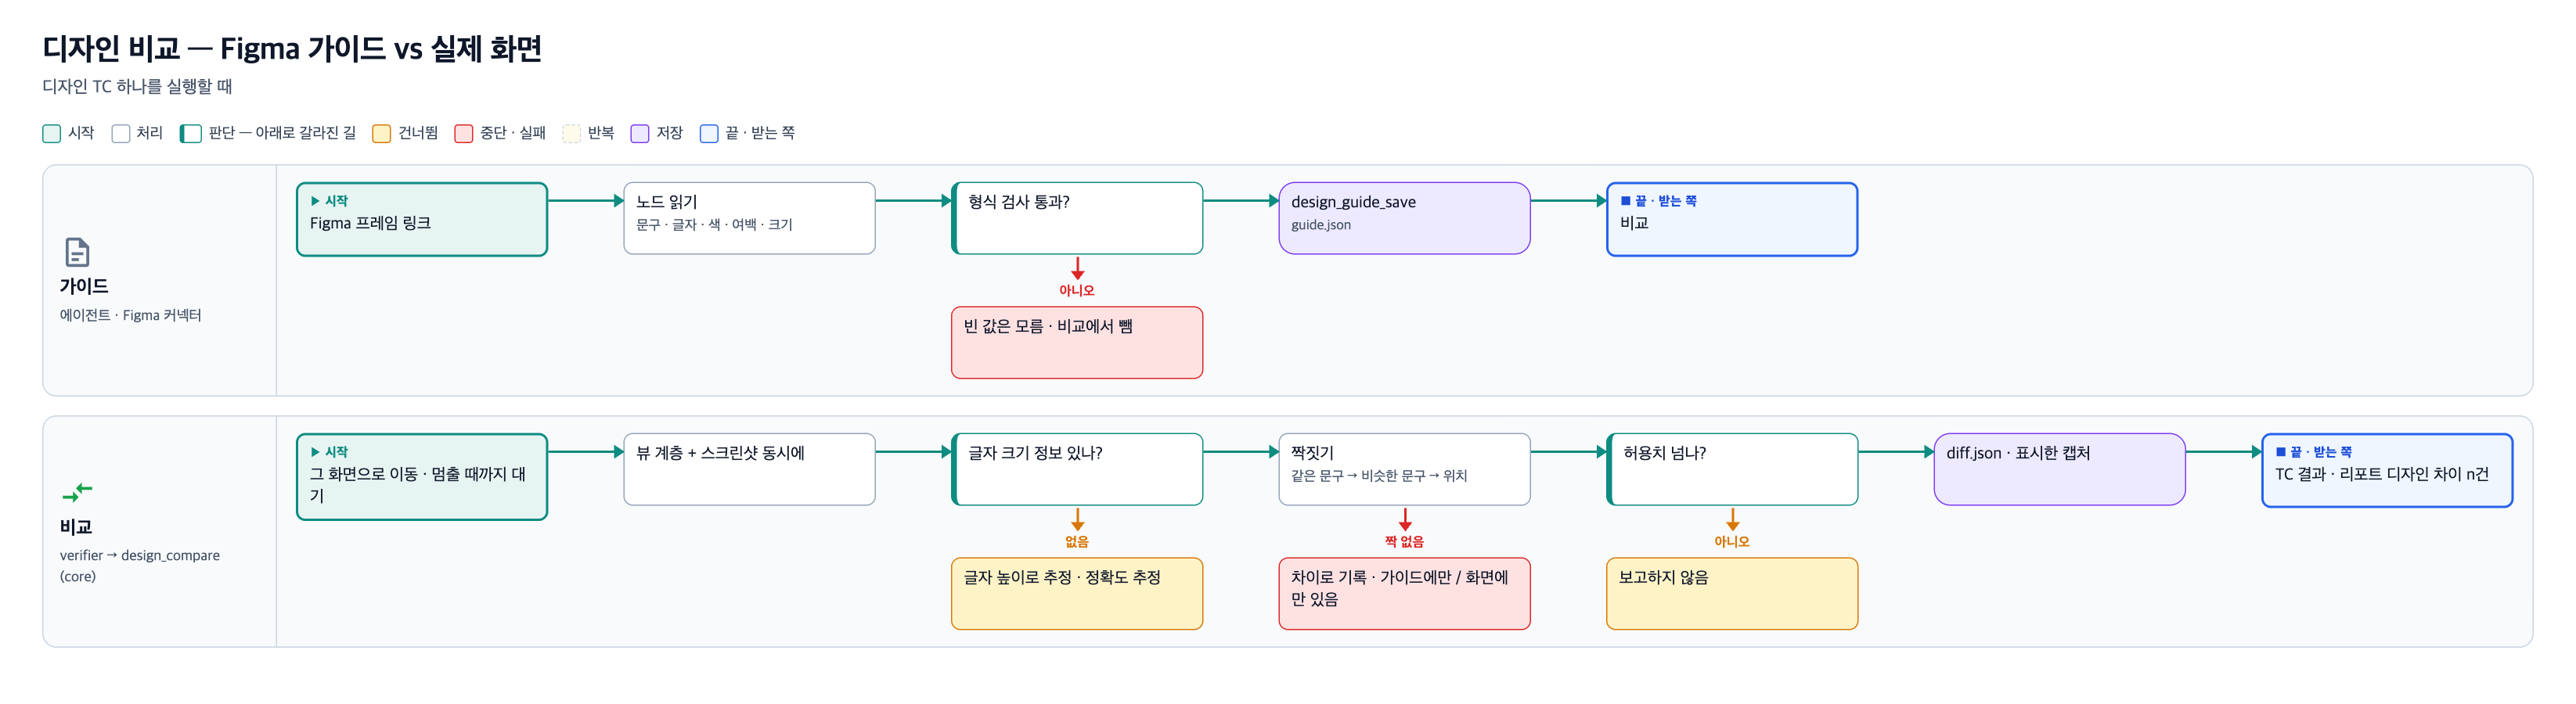 디자인 비교 — Figma 가이드 vs 실제 화면
디자인 TC 하나를 실행할 때
시작
처리
판단 — 아래로 갈라진 길
건너뜀
중단 · 실패
반복
저장
끝 · 받는 쪽
가이드
에이전트 · Figma 커넥터
▶ 시작
Figma 프레임 링크
노드 읽기
문구 · 글자 · 색 · 여백 · 크기
형식 검사 통과?
아니오
빈 값은 모름 · 비교에서 뺌
design_guide_save
guide.json
■ 끝 · 받는 쪽
비교
비교
verifier → design_compare
(core)
▶ 시작
그 화면으로 이동 · 멈출 때까지 대
기
뷰 계층 + 스크린샷 동시에
글자 크기 정보 있나?
없음
글자 높이로 추정 · 정확도 추정
짝짓기
같은 문구 → 비슷한 문구 → 위치
짝 없음
차이로 기록 · 가이드에만 / 화면에
만 있음
허용치 넘나?
아니오
보고하지 않음
diff.json · 표시한 캡처
■ 끝 · 받는 쪽
TC 결과 · 리포트 디자인 차이 n건